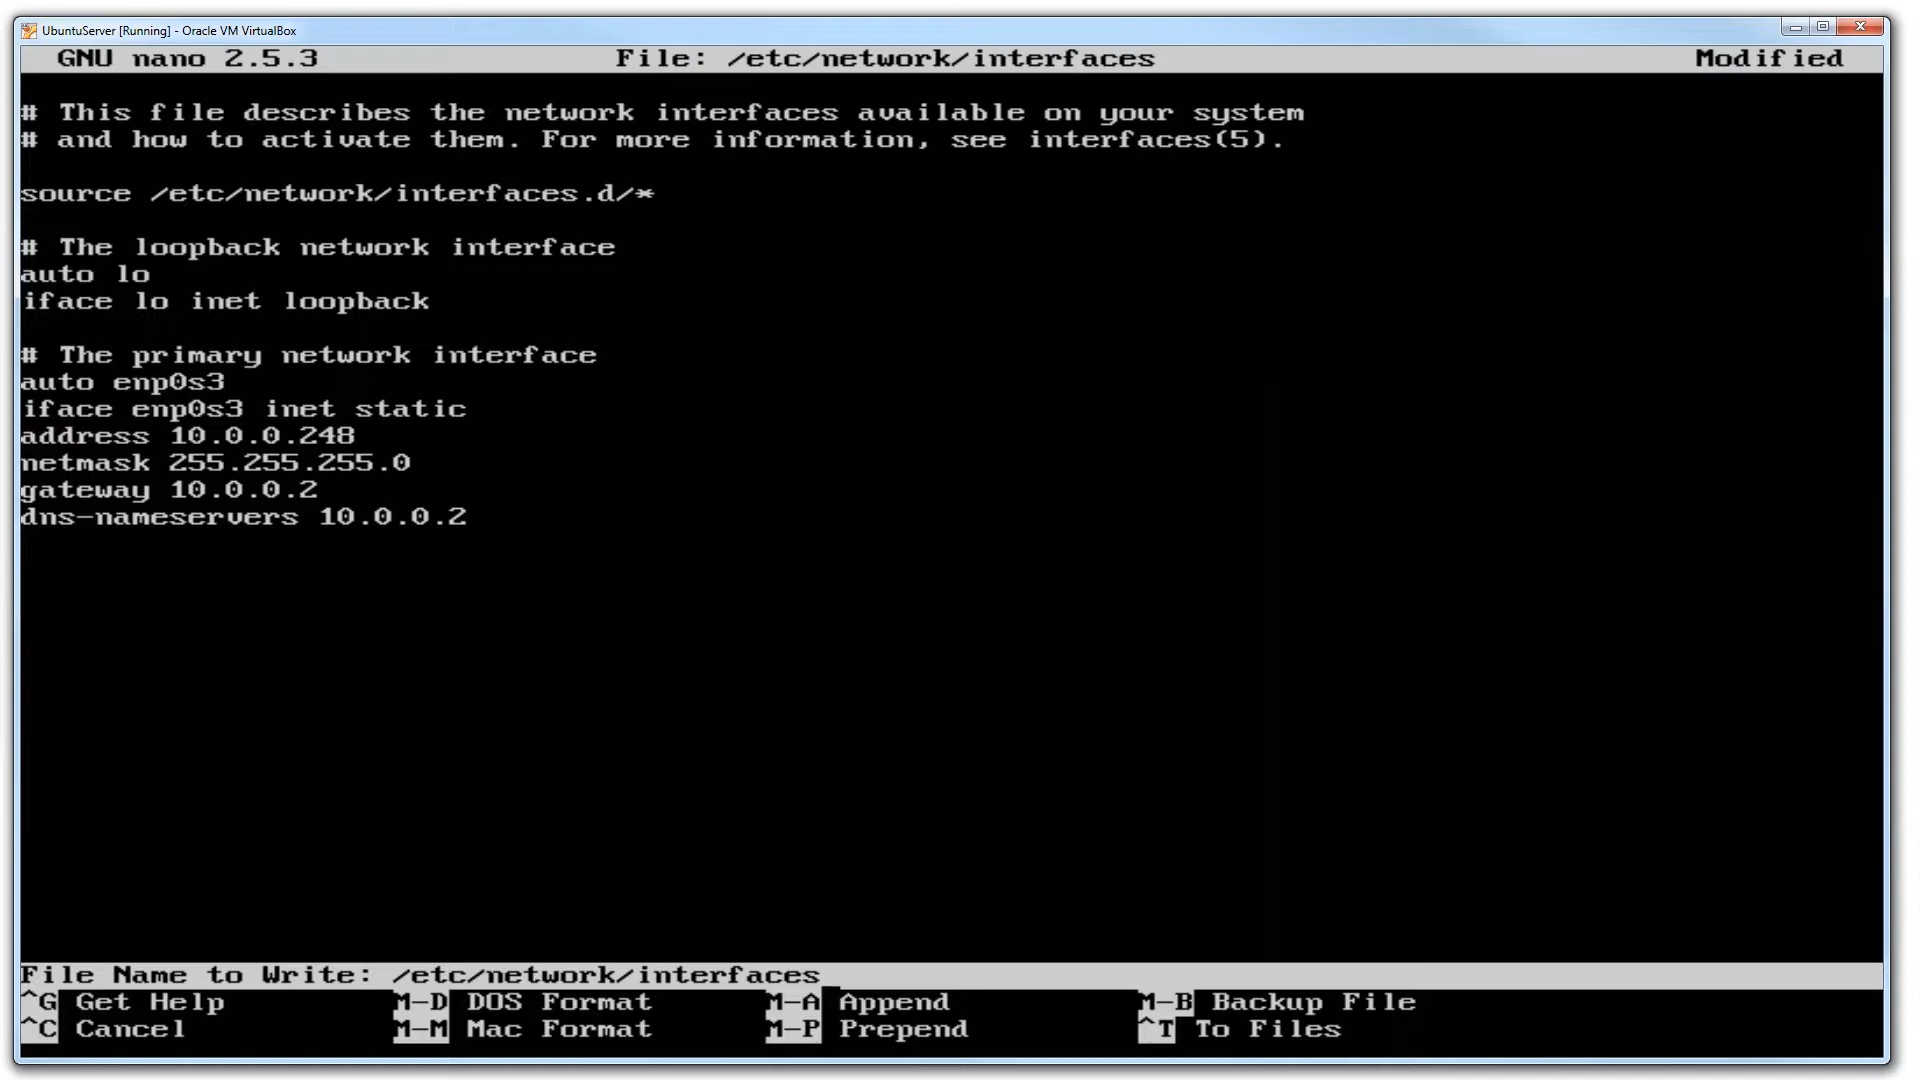 UbuntuServer [Running] - Oracle VM VirtualBox
GNU nano 2.5.3 File: /etc/network/interfaces Modified
# This file describes the network interfaces available on your system
# and how to activate them. For more information, see interfaces(5).
source /etc/network/interfaces.d/*
# The loopback network interface
auto lo
iface lo inet loopback
# The primary network interface
auto enp0s3
iface enp0s3 inet static
address 10.0.0.248
netmask 255.255.255.0
gateway 10.0.0.2
dns-nameservers 10.0.0.2
File Name to Write: /etc/network/interfaces
^G Get Help M-D DOS Format M-A Append M-B Backup File
^C Cancel M-M Mac Format M-P Prepend ^T To Files